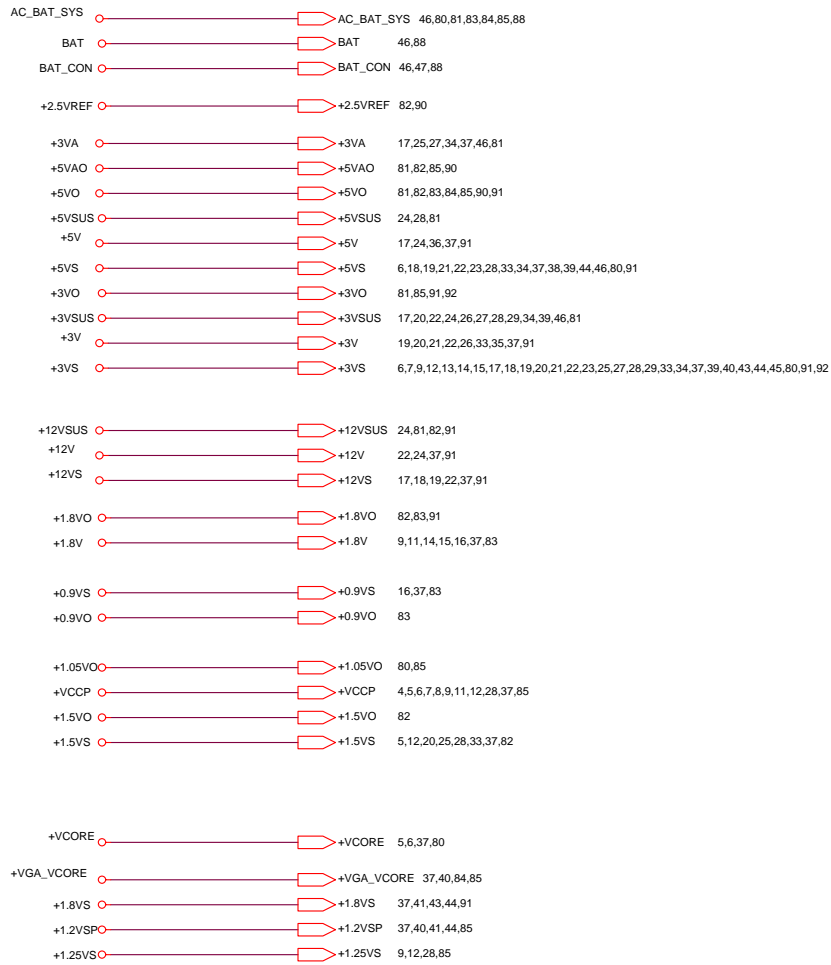 AC_BAT_SYS AC_BAT_SYS 46,80,81,83,84,85,88
BAT BAT 46,88
BAT_CON BAT_CON 46,47,88
+2.5VREF +2.5VREF 82,90
+3VA +3VA 17,25,27,34,37,46,81
+5VAO +5VAO 81,82,85,90
+5VO +5VO 81,82,83,84,85,90,91
+5VSUS +5VSUS 24,28,81
+5V +5V 17,24,36,37,91
+5VS +5VS 6,18,19,21,22,23,28,33,34,37,38,39,44,46,80,91
+3VO +3VO 81,85,91,92
+3VSUS +3VSUS 17,20,22,24,26,27,28,29,34,39,46,81
+3V +3V 19,20,21,22,26,33,35,37,91
+3VS +3VS 6,7,9,12,13,14,15,17,18,19,20,21,22,23,25,27,28,29,33,34,37,39,40,43,44,45,80,91,92
+12VSUS +12VSUS 24,81,82,91
+12V +12V 22,24,37,91
+12VS +12VS 17,18,19,22,37,91
+1.8VO +1.8VO 82,83,91
+1.8V +1.8V 9,11,14,15,16,37,83
+0.9VS +0.9VS 16,37,83
+0.9VO +0.9VO 83
+1.05VO +1.05VO 80,85
+VCCP +VCCP 4,5,6,7,8,9,11,12,28,37,85
+1.5VO +1.5VO 82
+1.5VS +1.5VS 5,12,20,25,28,33,37,82
+VCORE +VCORE 5,6,37,80
+VGA_VCORE +VGA_VCORE 37,40,84,85
+1.8VS +1.8VS 37,41,43,44,91
+1.2VSP +1.2VSP 37,40,41,44,85
+1.25VS +1.25VS 9,12,28,85